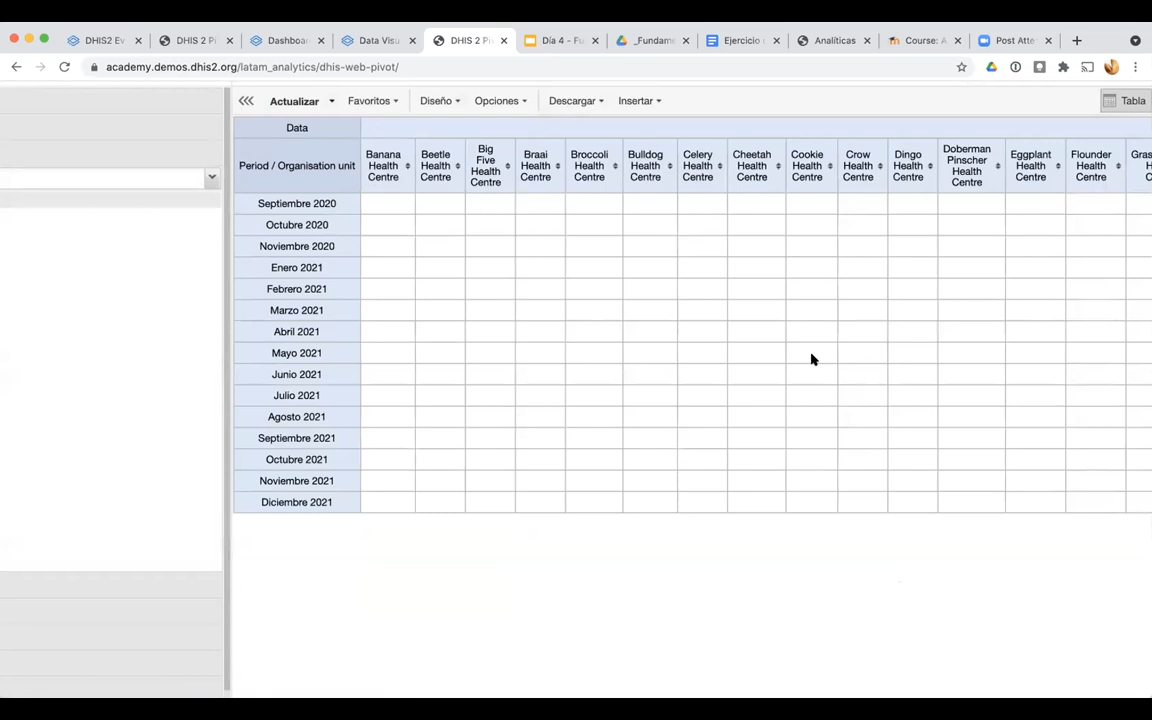 DHIS2 Ev
DHIS 2 Pi
Dashboa
Data Visu
DHIS 2 Pi
Día 4 - Fu
_Fundam
Ejercicio
Analíticas
Course: A
Post Atte
academy.demos.dhis2.org/latam_analytics/dhis-web-pivot/
Actualizar
Favoritos
Diseño
Opciones
Descargar
Insertar
Tabla
Data
Period / Organisation unit
Banana
Health
Centre
Beetle
Health
Centre
Big
Five
Health
Centre
Braai
Health
Centre
Broccoli
Health
Centre
Bulldog
Health
Centre
Celery
Health
Centre
Cheetah
Health
Centre
Cookie
Health
Centre
Crow
Health
Centre
Dingo
Health
Centre
Doberman
Pinscher
Health
Centre
Eggplant
Health
Centre
Flounder
Health
Centre
Gras
H
C
Septiembre 2020
Octubre 2020
Noviembre 2020
Enero 2021
Febrero 2021
Marzo 2021
Abril 2021
Mayo 2021
Junio 2021
Julio 2021
Agosto 2021
Septiembre 2021
Octubre 2021
Noviembre 2021
Diciembre 2021